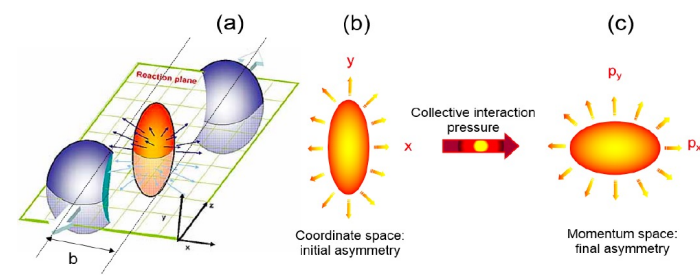 (a)
(b)
(c)
Reaction plane
y
z
x
b
y
x
Coordinate space:
initial asymmetry
Collective interaction
pressure
py
px
Momentum space:
final asymmetry